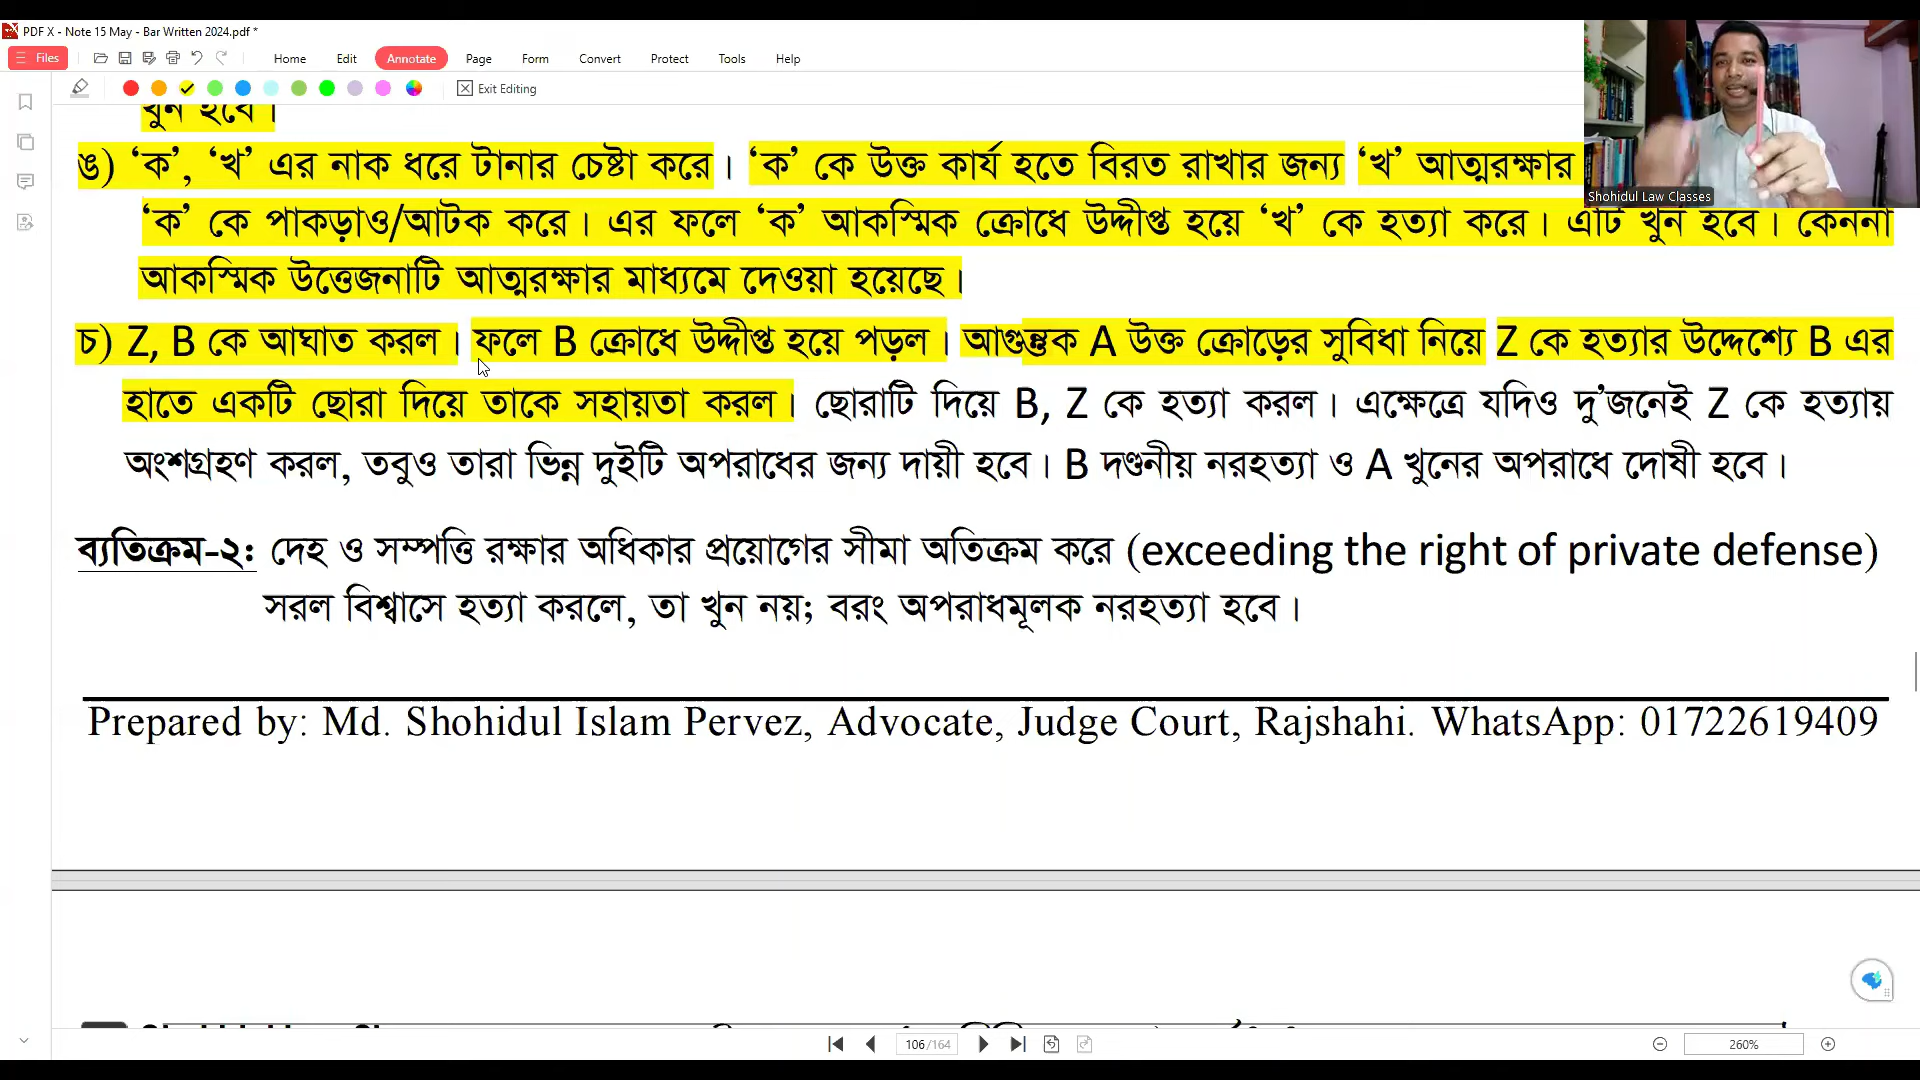 PDF X - Note 15 May - Bar Written 2024.pdf *
Files Home Edit Annotate Page Form Convert Protect Tools Help
Exit Editing
খুন হবে।
ঙ) ‘ক’, ‘খ’ এর নাক ধরে টানার চেষ্টা করে। ‘ক’ কে উক্ত কার্য হতে বিরত রাখার জন্য ‘খ’ আত্মরক্ষার
Shohidul Law Classes
‘ক’ কে পাকড়াও/আটক করে। এর ফলে ‘ক’ আকস্মিক ক্রোধে উদ্দীপ্ত হয়ে ‘খ’ কে হত্যা করে। এটি খুন হবে। কেননা
আকস্মিক উত্তেজনাটি আত্মরক্ষার মাধ্যমে দেওয়া হয়েছে।
চ) Z, B কে আঘাত করল। ফলে B ক্রোধে উদ্দীপ্ত হয়ে পড়ল। আগুন্তুক A উক্ত ক্রোড়ের সুবিধা নিয়ে Z কে হত্যার উদ্দেশ্যে B এর
হাতে একটি ছোরা দিয়ে তাকে সহায়তা করল। ছোরাটি দিয়ে B, Z কে হত্যা করল। এক্ষেত্রে যদিও দু’জনেই Z কে হত্যায়
অংশগ্রহণ করল, তবুও তারা ভিন্ন দুইটি অপরাধের জন্য দায়ী হবে। B দণ্ডনীয় নরহত্যা ও A খুনের অপরাধে দোষী হবে।
ব্যতিক্রম-২: দেহ ও সম্পত্তি রক্ষার অধিকার প্রয়োগের সীমা অতিক্রম করে (exceeding the right of private defense)
সরল বিশ্বাসে হত্যা করলে, তা খুন নয়; বরং অপরাধমূলক নরহত্যা হবে।
Prepared by: Md. Shohidul Islam Pervez, Advocate, Judge Court, Rajshahi. WhatsApp: 01722619409
106 /164
260%